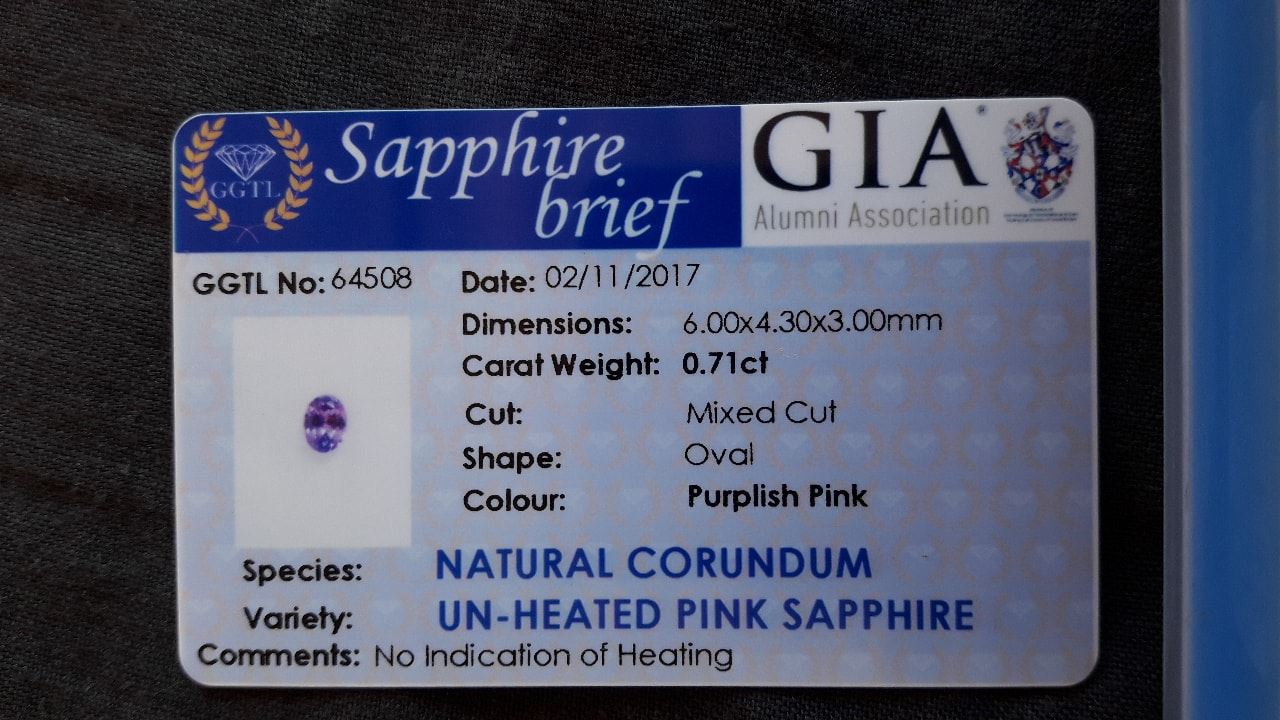 GGTL
Sapphire
brief
GIA
Alumni Association
GGTL No: 64508
Date: 02/11/2017
Dimensions: 6.00x4.30x3.00mm
Carat Weight: 0.71ct
Cut: Mixed Cut
Shape: Oval
Colour: Purplish Pink
Species: NATURAL CORUNDUM
Variety: UN-HEATED PINK SAPPHIRE
Comments: No Indication of Heating